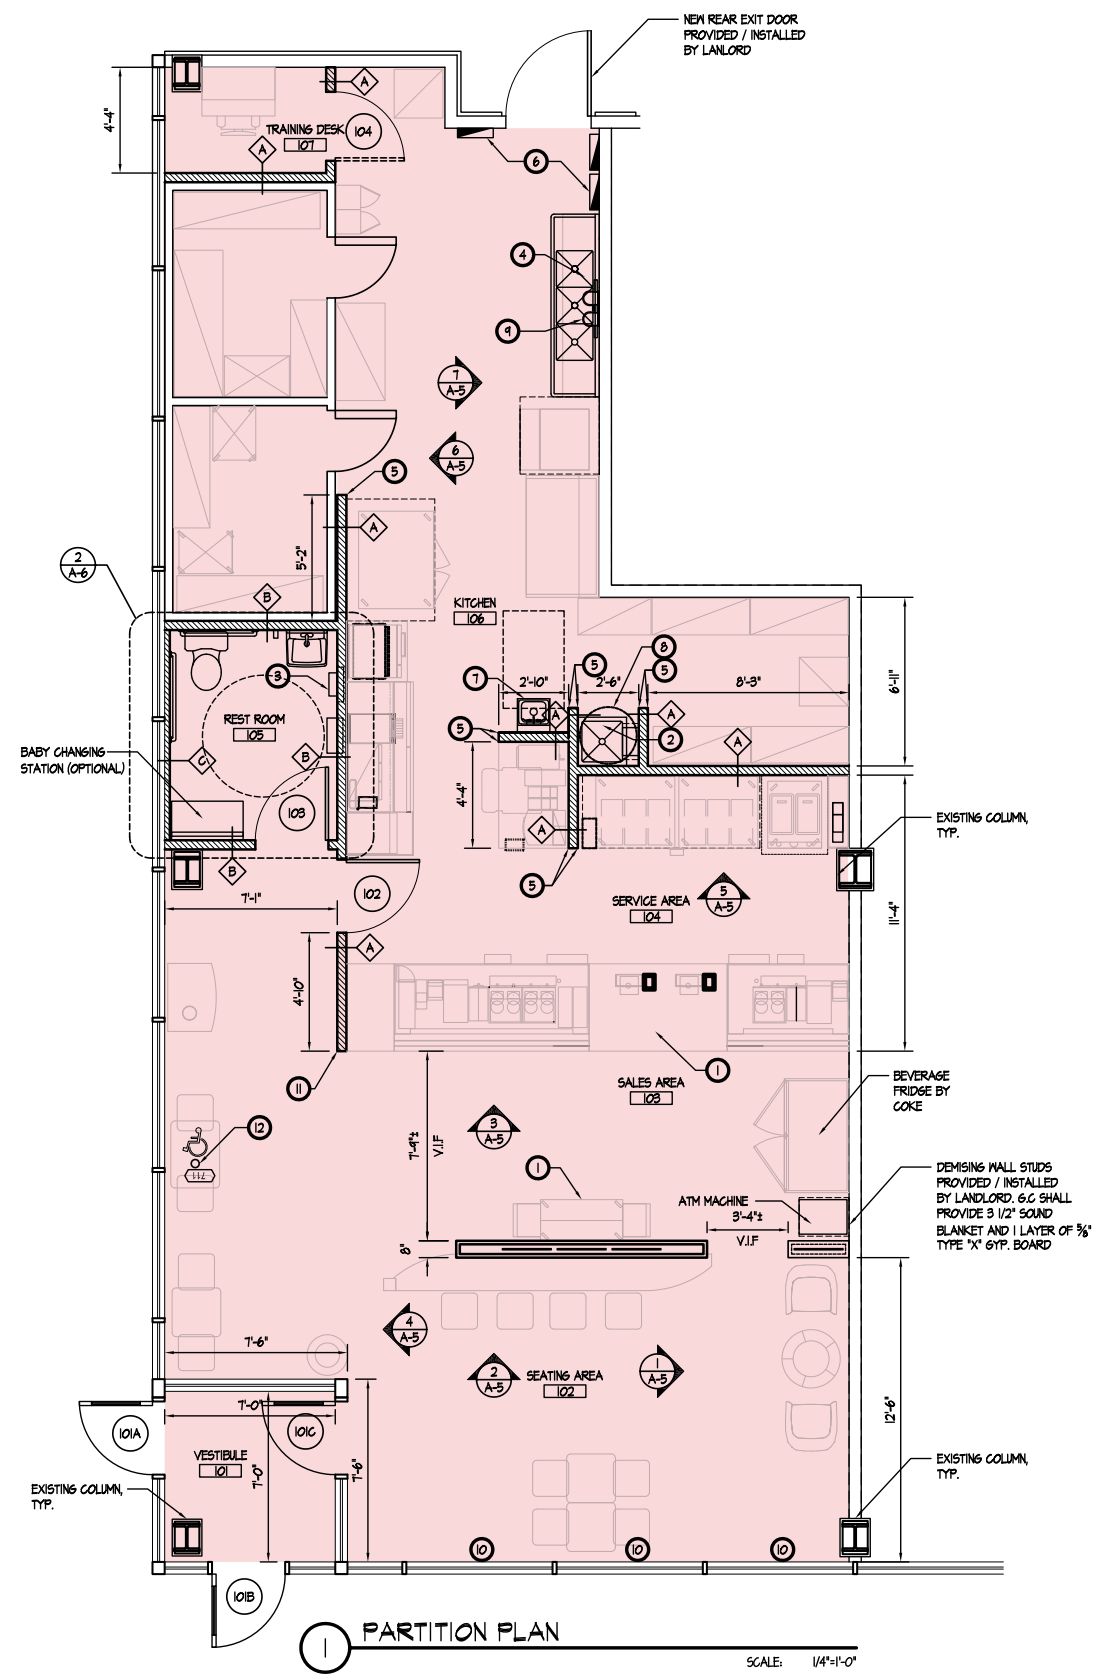 NEW REAR EXIT DOOR
PROVIDED / INSTALLED
BY LANLORD
4'-4"
A
TRAINING DESK
107
104
A
6
4
9
7
A-5
6
A-5
5
A
5'-2"
2
A-6
B
KITCHEN
106
8
5
5
7
2'-10"
2'-6"
8'-3"
6'-11"
3
REST ROOM
105
A
A
2
A
5
BABY CHANGING
STATION (OPTIONAL)
C
B
4'-4"
103
A
EXISTING COLUMN,
TYP.
B
5
102
7'-1"
SERVICE AREA
104
5
A-5
11'-4"
A
4'-10"
11
1
SALES AREA
103
BEVERAGE
FRIDGE BY
COKE
12
711
3
A-5
7'-9"±
V.I.F
1
ATM MACHINE
3'-4"±
V.I.F
8"
DEMISING WALL STUDS
PROVIDED / INSTALLED
BY LANDLORD. G.C SHALL
PROVIDE 3 1/2" SOUND
BLANKET AND 1 LAYER OF ⅝"
TYPE "X" GYP. BOARD
4
A-5
7'-6"
2
A-5
SEATING AREA
102
1
A-5
12'-6"
7'-0"
101A
101C
VESTIBULE
101
7'-0"
7'-6"
EXISTING COLUMN,
TYP.
EXISTING COLUMN,
TYP.
10
10
10
101B
1
PARTITION PLAN
SCALE: 1/4"=1'-0"